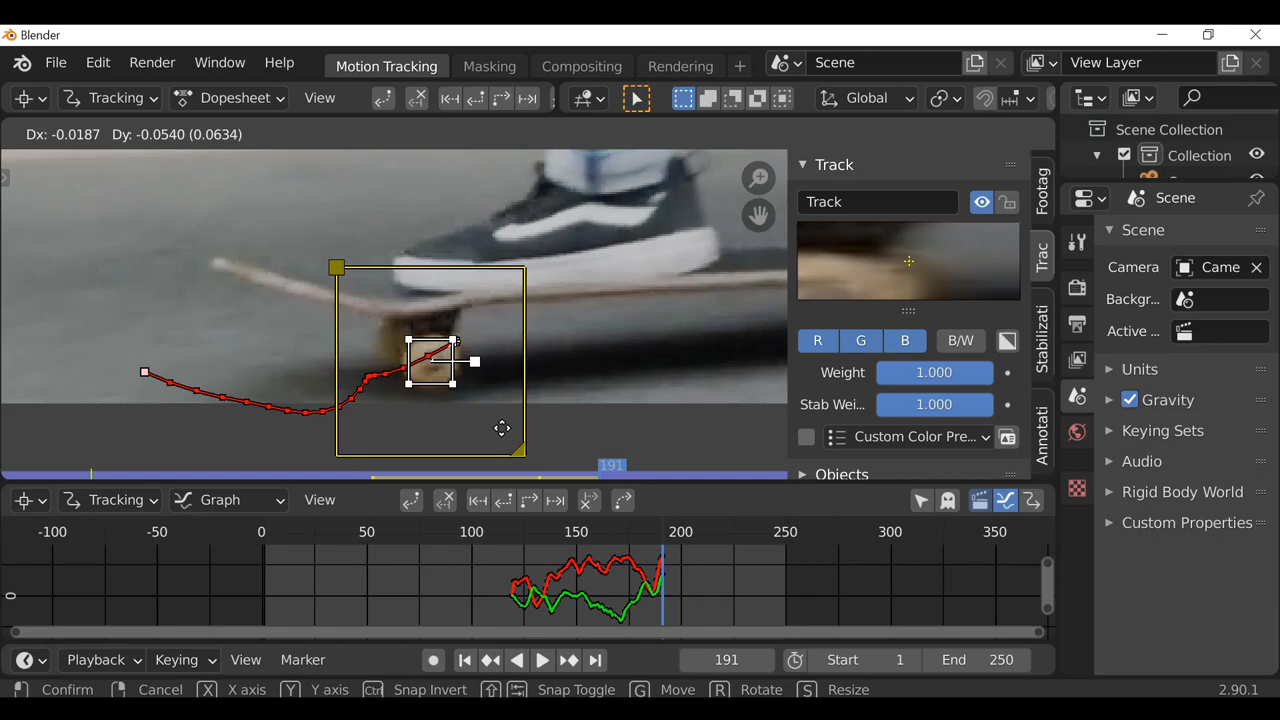 Blender
File Edit Render Window Help Motion Tracking Masking Compositing Rendering Scene View Layer
Tracking Dopesheet View Global
Dx: -0.0187 Dy: -0.0540 (0.0634)
Scene Collection
Collection
Track
Footag
Track
Scene
Scene
Trac
Camera Came
Backgr...
Stabilizati
R G B B/W
Active ...
Weight 1.000
Units
Stab Wei... 1.000
Gravity
Annotati
Custom Color Pre...
Keying Sets
191
Objects
Audio
Tracking Graph View
Rigid Body World
Custom Properties
-100 -50 0 50 100 150 200 250 300 350
0
Playback Keying View Marker 191 Start 1 End 250
Confirm Cancel X X axis Y Y axis Ctrl Snap Invert Snap Toggle G Move R Rotate S Resize 2.90.1